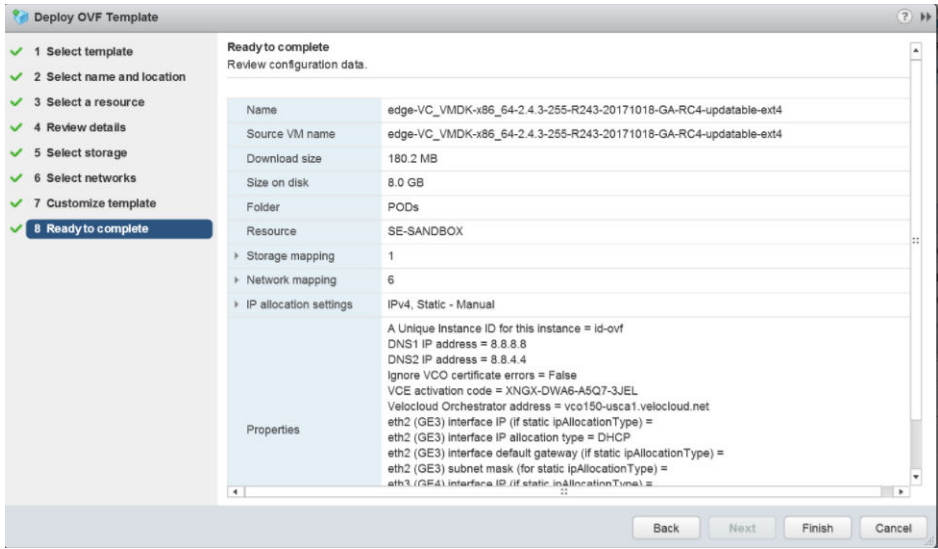 Deploy OVF Template
?
1 Select template
2 Select name and location
3 Select a resource
4 Review details
5 Select storage
6 Select networks
7 Customize template
8 Ready to complete
Ready to complete
Review configuration data.
Name edge-VC_VMDK-x86_64-2.4.3-255-R243-20171018-GA-RC4-updatable-ext4
Source VM name edge-VC_VMDK-x86_64-2.4.3-255-R243-20171018-GA-RC4-updatable-ext4
Download size 180.2 MB
Size on disk 8.0 GB
Folder PODs
Resource SE-SANDBOX
Storage mapping 1
Network mapping 6
IP allocation settings IPv4, Static - Manual
Properties
A Unique Instance ID for this instance = id-ovf
DNS1 IP address = 8.8.8.8
DNS2 IP address = 8.8.4.4
Ignore VCO certificate errors = False
VCE activation code = XNGX-DWA6-A5Q7-3JEL
Velocloud Orchestrator address = vco150-usca1.velocloud.net
eth2 (GE3) interface IP (if static ipAllocationType) =
eth2 (GE3) interface IP allocation type = DHCP
eth2 (GE3) interface default gateway (if static ipAllocationType) =
eth2 (GE3) subnet mask (for static ipAllocationType) =
eth3 (GE4) interface IP (if static ipAllocationType) =
Back Next Finish Cancel